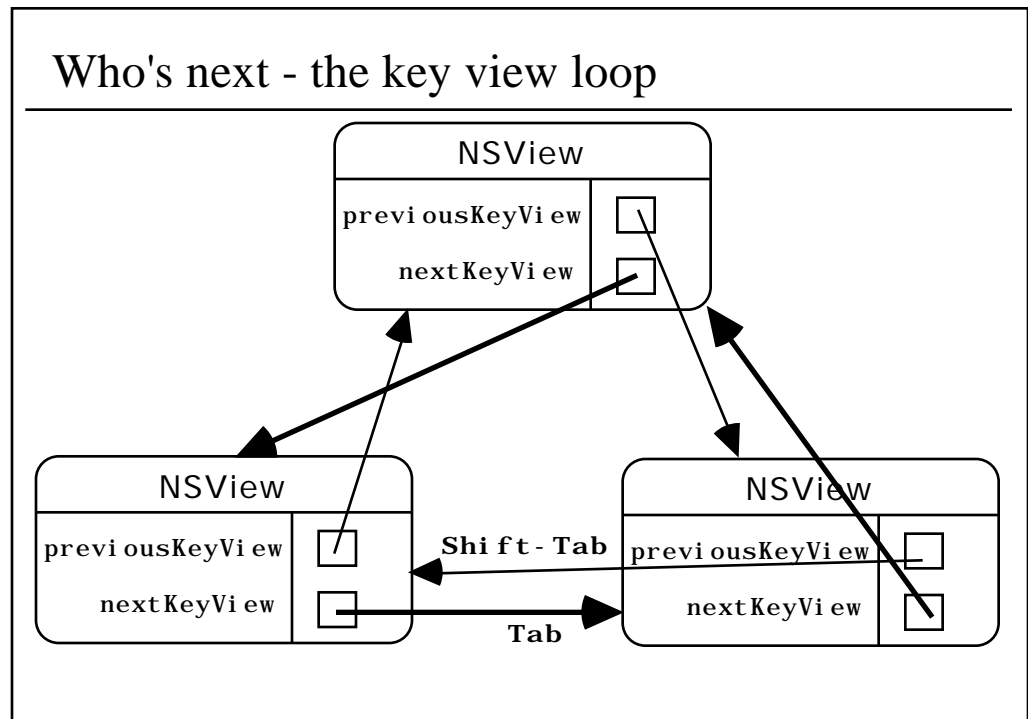 Who's next - the key view loop
NSView
previousKeyView
nextKeyView
NSView
previousKeyView
nextKeyView
Shift-Tab
Tab
NSView
previousKeyView
nextKeyView